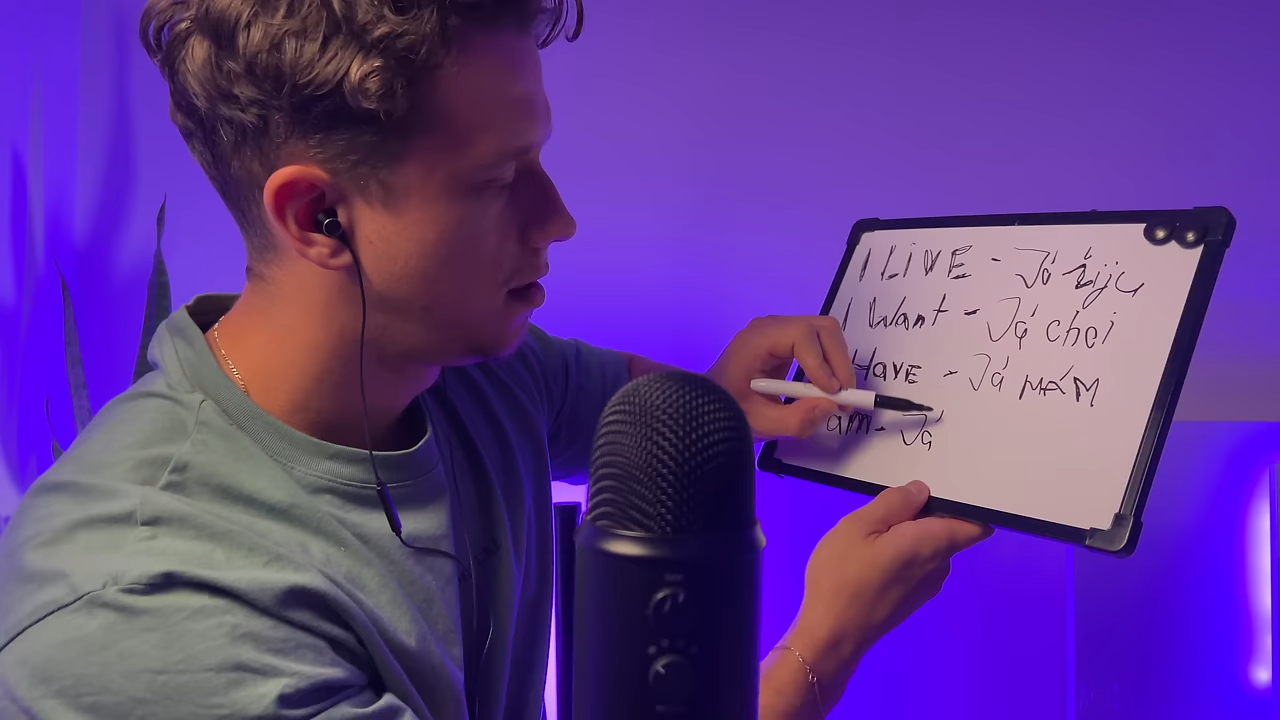 I LiVE - Já žiju
I Want - Já chci
HAVE - Já MÁM
am - Já